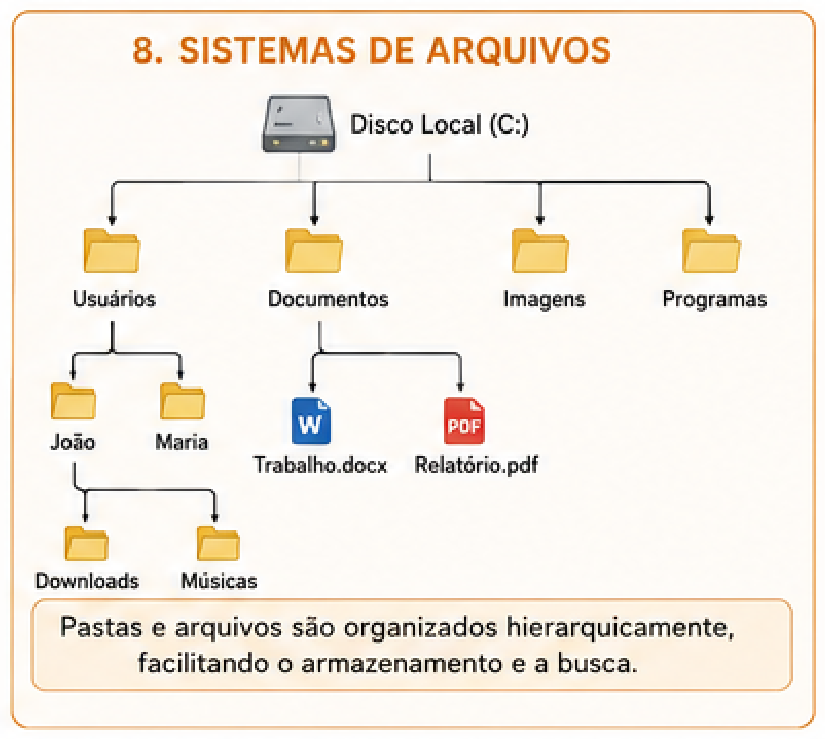 8. SISTEMAS DE ARQUIVOS
Disco Local (C:)
Usuários
Documentos
Imagens
Programas
João
Maria
W
Trabalho.docx
PDF
Relatório.pdf
Downloads
Músicas
Pastas e arquivos são organizados hierarquicamente,
facilitando o armazenamento e a busca.